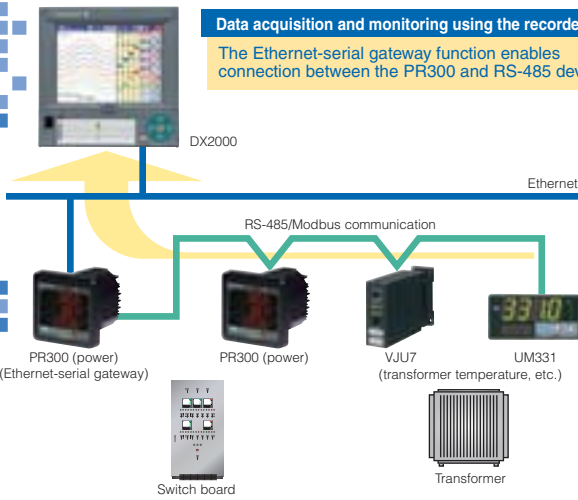 Data acquisition and monitoring using the recorde
The Ethernet-serial gateway function enables
connection between the PR300 and RS-485 dev
DX2000
Ethernet
RS-485/Modbus communication
3310
PR300 (power)
(Ethernet-serial gateway)
PR300 (power)
VJU7
(transformer temperature, etc.)
UM331
Switch board
Transformer